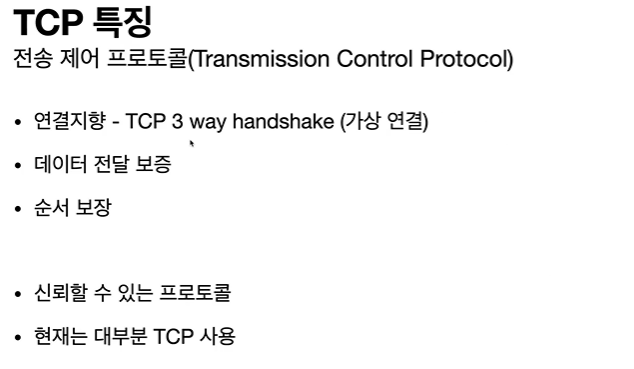 TCP 특징
전송 제어 프로토콜(Transmission Control Protocol)
• 연결지향 - TCP 3 way handshake (가상 연결)
• 데이터 전달 보증
• 순서 보장
• 신뢰할 수 있는 프로토콜
• 현재는 대부분 TCP 사용